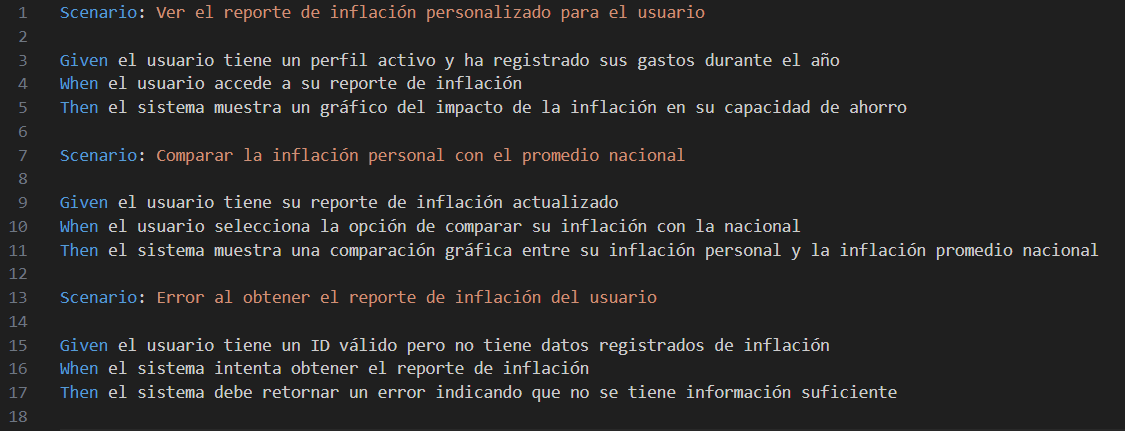 1 Scenario: Ver el reporte de inflación personalizado para el usuario
2
3 Given el usuario tiene un perfil activo y ha registrado sus gastos durante el año
4 When el usuario accede a su reporte de inflación
5 Then el sistema muestra un gráfico del impacto de la inflación en su capacidad de ahorro
6
7 Scenario: Comparar la inflación personal con el promedio nacional
8
9 Given el usuario tiene su reporte de inflación actualizado
10 When el usuario selecciona la opción de comparar su inflación con la nacional
11 Then el sistema muestra una comparación gráfica entre su inflación personal y la inflación promedio nacional
12
13 Scenario: Error al obtener el reporte de inflación del usuario
14
15 Given el usuario tiene un ID válido pero no tiene datos registrados de inflación
16 When el sistema intenta obtener el reporte de inflación
17 Then el sistema debe retornar un error indicando que no se tiene información suficiente
18